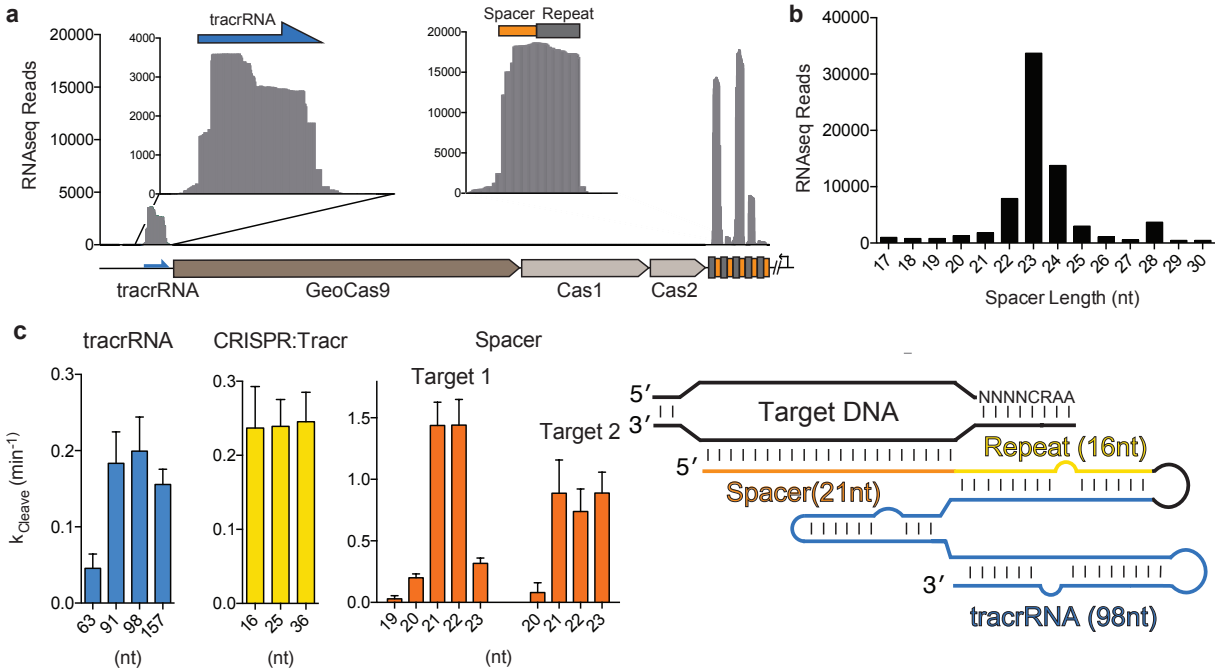 a
tracrRNA
Spacer Repeat
b
RNAseq Reads
20000
15000
10000
5000
0
4000
3000
2000
1000
0
20000
15000
10000
5000
0
tracrRNA
GeoCas9
Cas1
Cas2
RNAseq Reads
40000
30000
20000
10000
0
17 18 19 20 21 22 23 24 25 26 27 28 29 30
Spacer Length (nt)
c
tracrRNA
CRISPR:Tracr
Spacer
kCleave (min-1)
0.3
0.2
0.1
0.0
63 91 98 157
(nt)
0.3
0.2
0.1
0.0
16 25 36
(nt)
Target 1
Target 2
1.5
1.0
0.5
0.0
19 20 21 22 23
20 21 22 23
(nt)
5′
3′
Target DNA
NNNNCRAA
Repeat (16nt)
5′
Spacer(21nt)
3′
tracrRNA (98nt)